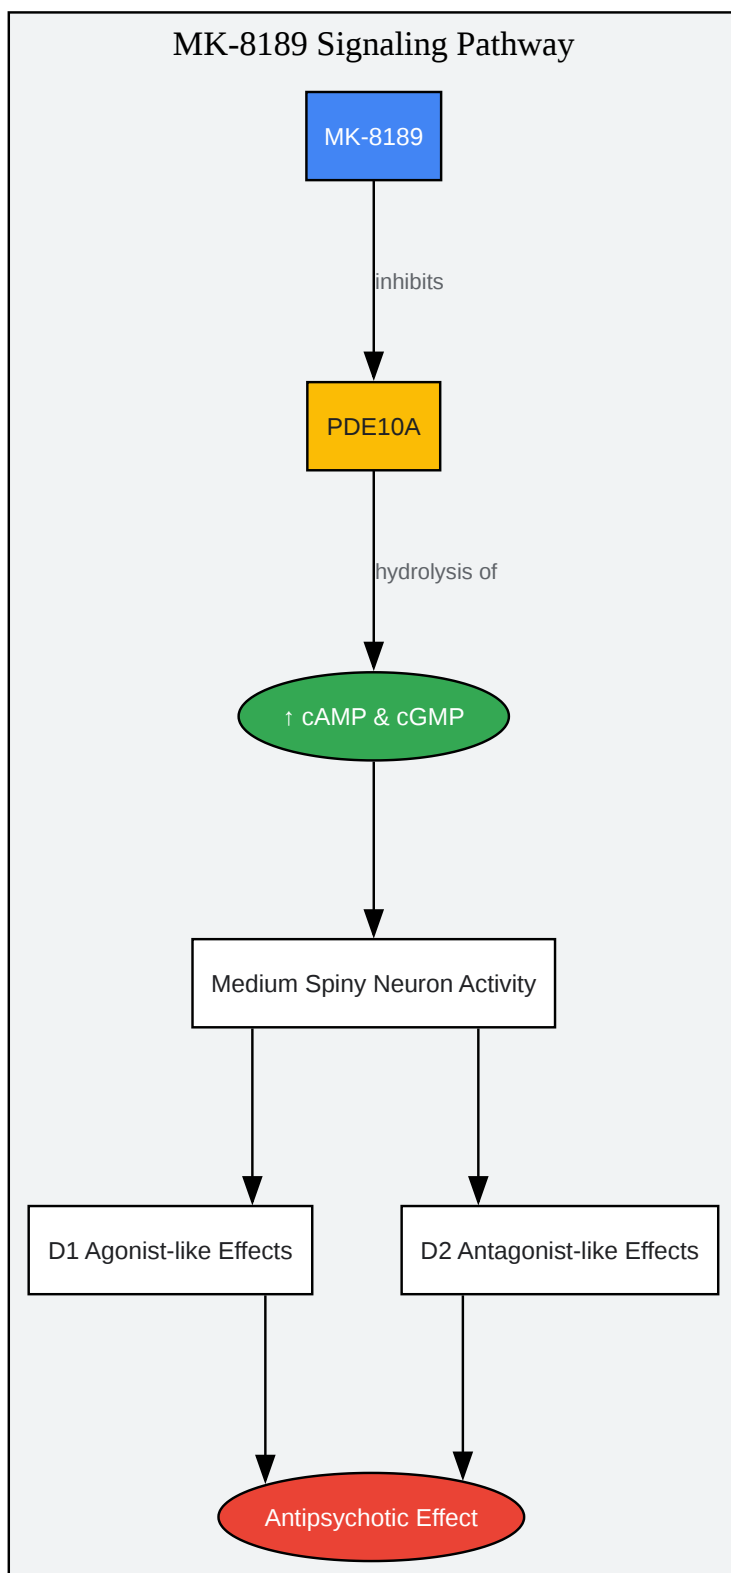 MK-8189 Signaling Pathway
MK-8189
inhibits
PDE10A
hydrolysis of
↑ cAMP & cGMP
Medium Spiny Neuron Activity
D1 Agonist-like Effects
D2 Antagonist-like Effects
Antipsychotic Effect